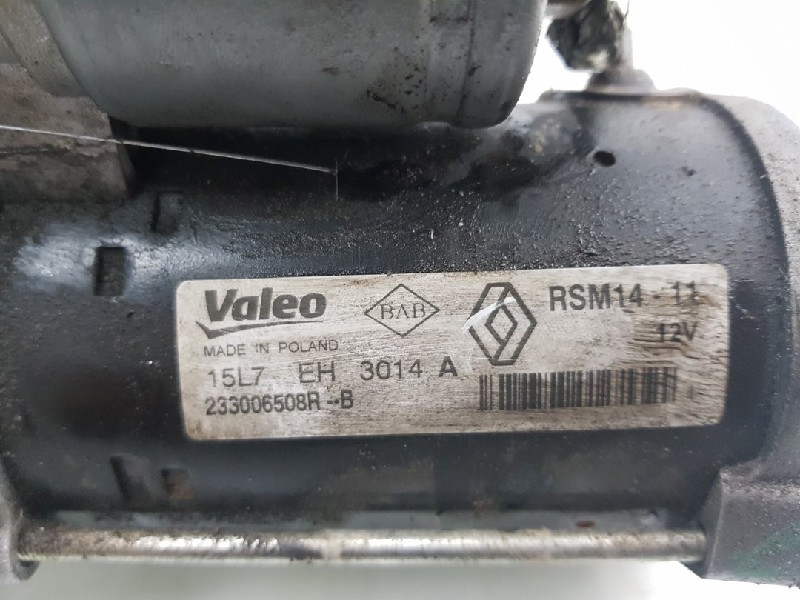 Valeo BAB RSM14-11
MADE IN POLAND 12V
15L7 EH 3014 A
233006508R-B